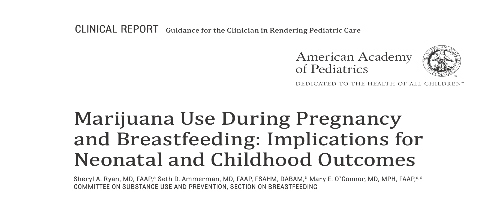 CLINICAL REPORT Guidance for the Clinician in Rendering Pediatric Care
American Academy
of Pediatrics
DEDICATED TO THE HEALTH OF ALL CHILDREN™
Marijuana Use During Pregnancy
and Breastfeeding: Implications for
Neonatal and Childhood Outcomes
Sheryl A. Ryan, MD, FAAP,a Seth D. Ammerman, MD, FAAP, FSAHM, DABAM,b Mary E. O'Connor, MD, MPH, FAAP,c,d
COMMITTEE ON SUBSTANCE USE AND PREVENTION, SECTION ON BREASTFEEDING